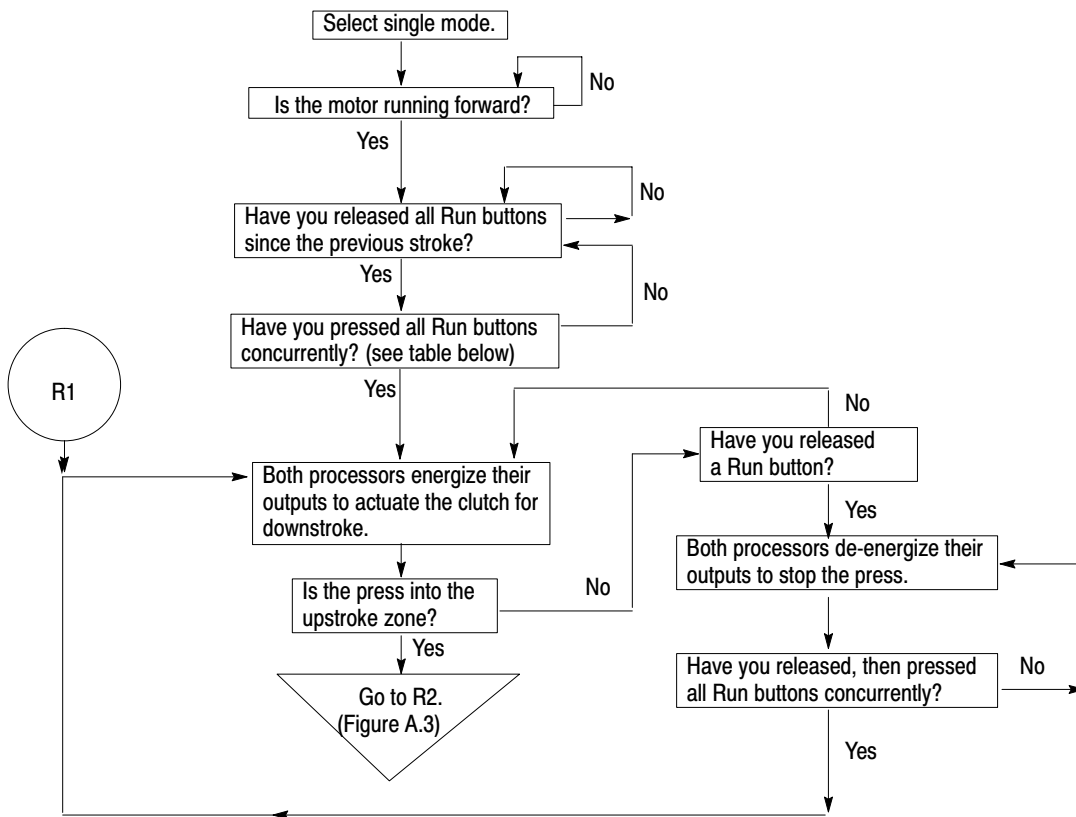 Select single mode.
No
Is the motor running forward?
Yes
No
Have you released all Run buttons
since the previous stroke?
Yes
No
Have you pressed all Run buttons
concurrently? (see table below)
Yes
R1
No
Have you released
a Run button?
Yes
Both processors energize their
outputs to actuate the clutch for
downstroke.
Both processors de-energize their
outputs to stop the press.
Is the press into the
upstroke zone?
No
Yes
Have you released, then pressed
all Run buttons concurrently?
No
Yes
Go to R2.
(Figure A.3)